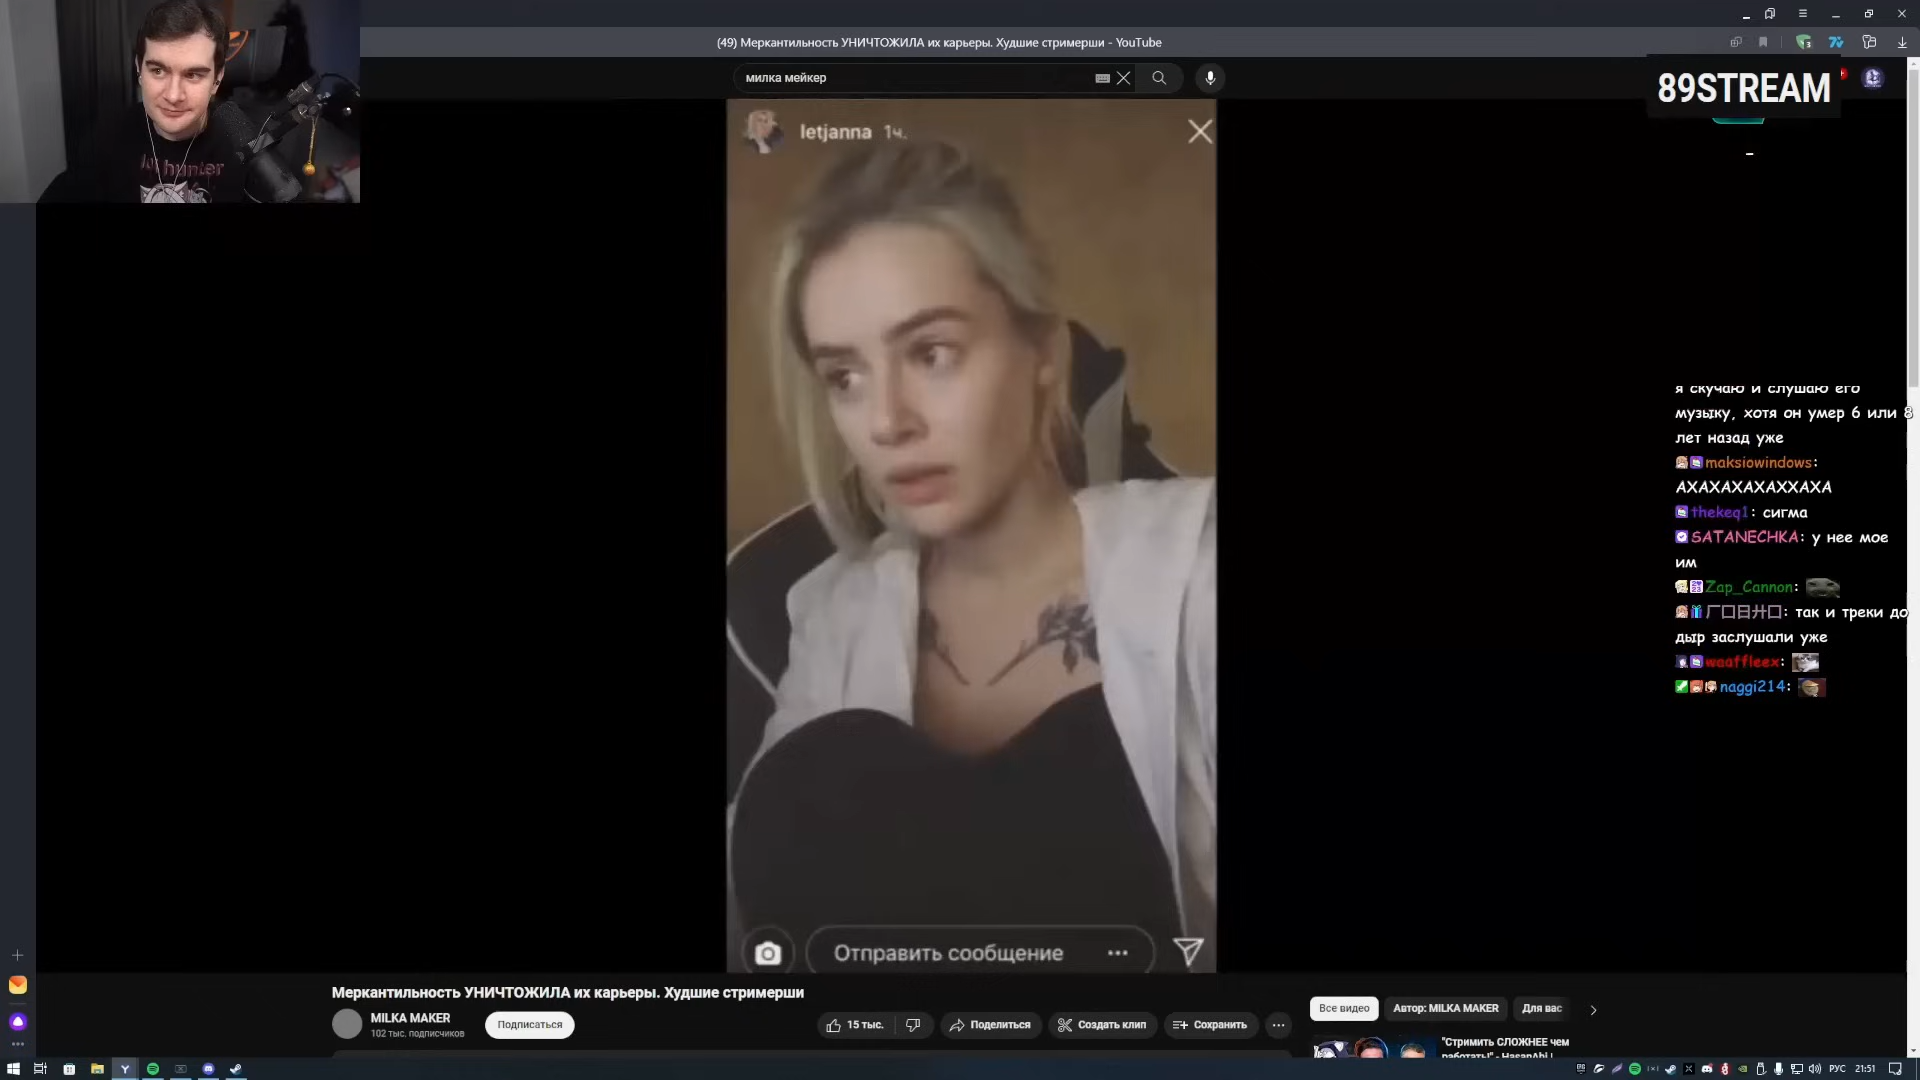 (49) Меркантильность УНИЧТОЖИЛА их карьеры. Худшие стримерши - YouTube
милка мейкер
89STREAM
letjanna 1ч.
hunter
я скучаю и слушаю его
музыку, хотя он умер 6 или 8
лет назад уже
maksiowindows:
АХАХАХАХАХХАХА
thekeq1: сигма
SATANECHKA: у нее мое
им
Zap_Cannon:
так и треки до
дыр заслушали уже
waaffleex:
naggi214:
Отправить сообщение
Меркантильность УНИЧТОЖИЛА их карьеры. Худшие стримерши
MILKA MAKER
102 тыс. подписчиков
Подписаться
15 тыс.
Поделиться
Создать клип
Сохранить
Все видео
Автор: MILKA MAKER
Для вас
"Стримить СЛОЖНЕЕ чем
работать!" - HasanAbi |
РУС
21:51